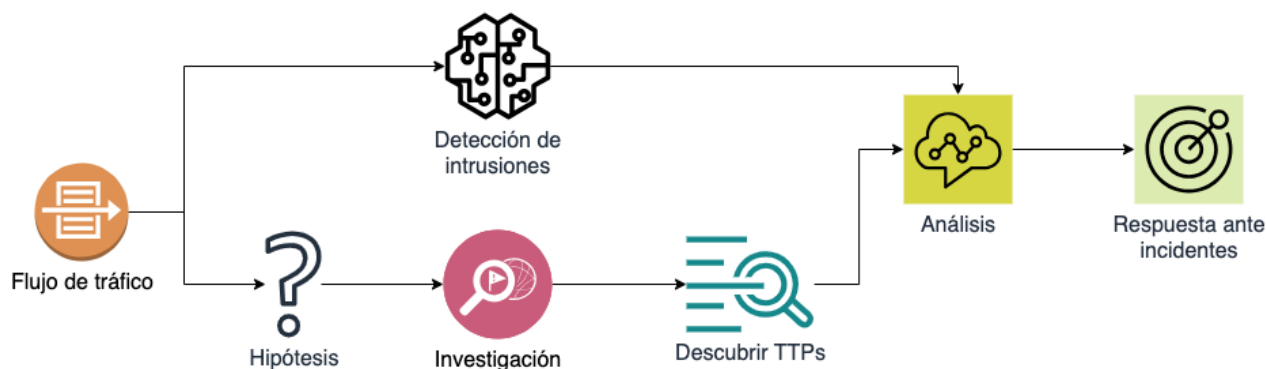 Detección de
intrusiones
Flujo de tráfico
Hipótesis
Investigación
Descubrir TTPs
Análisis
Respuesta ante
incidentes